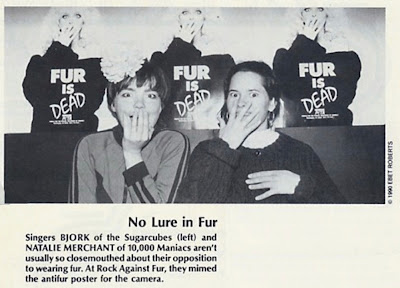 FUR
IS
DEAD
FUR
IS
DEAD
FUR
IS
DEAD
© 1990 EBET ROBERTS
No Lure in Fur
Singers BJORK of the Sugarcubes (left) and
NATALIE MERCHANT of 10,000 Maniacs aren't
usually so closemouthed about their opposition
to wearing fur. At Rock Against Fur, they mimed
the antifur poster for the camera.